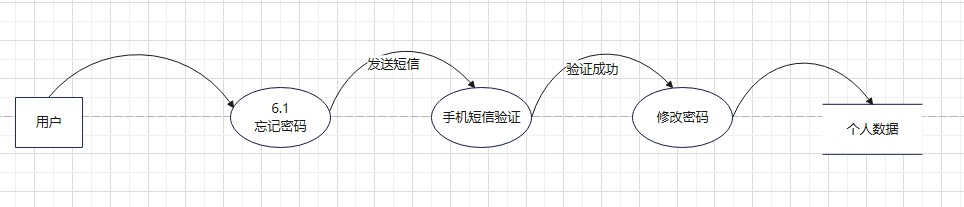 用户
6.1
忘记密码
发送短信
手机短信验证
验证成功
修改密码
个人数据